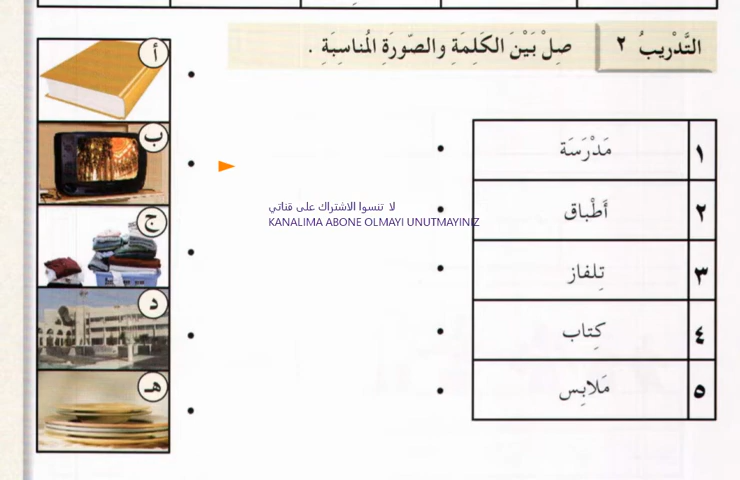 التَّدْريبُ ٢
صِلْ بَيْنَ الكَلِمَةِ والصّورَةِ المُناسِبَةِ .
١ مَدْرَسَة
٢ أَطْباق
٣ تِلفاز
٤ كِتاب
٥ مَلابِس
أ
ب
ج
د
هـ
لا تنسوا الاشتراك على قناتي
KANALIMA ABONE OLMAYI UNUTMAYINIZ